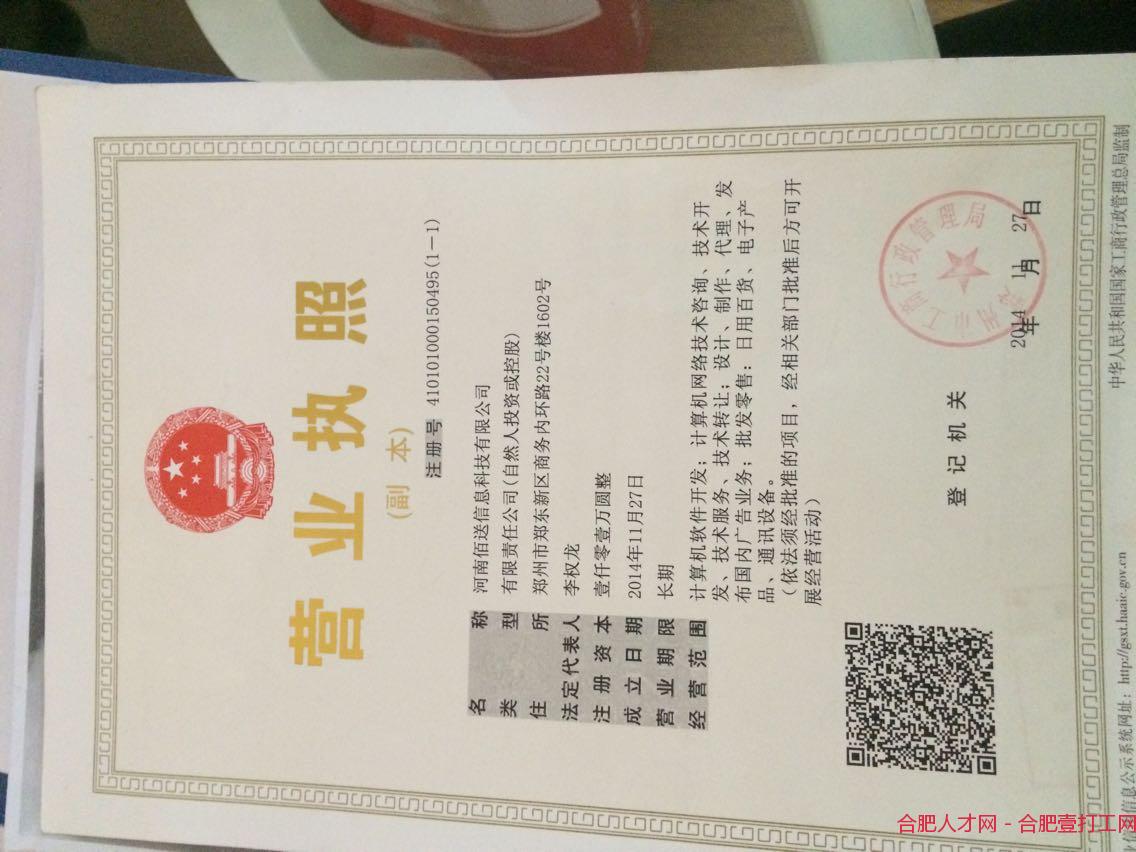 营业执照
(副 本)
注册号 410101000150495(1—1)
名称 河南佰送信息科技有限公司
类型 有限责任公司(自然人投资或控股)
住所 郑州市郑东新区商务内环路22号楼1602号
法定代表人 李权龙
注册资本 壹仟零壹万圆整
成立日期 2014年11月27日
营业期限 长期
经营范围 计算机软件开发;计算机网络技术咨询、技术开
发、技术服务、技术转让;设计、制作、代理、发
布国内广告业务;批发零售:日用百货、电子产
品、通讯设备。
(依法须经批准的项目,经相关部门批准后方可开
展经营活动)
登记机关
州市工商行政管理局
2014年11月27日
信息公示系统网址:http://gsxt.haaic.gov.cn
中华人民共和国国家工商行政管理总局监制
合肥人才网 - 合肥壹打工网